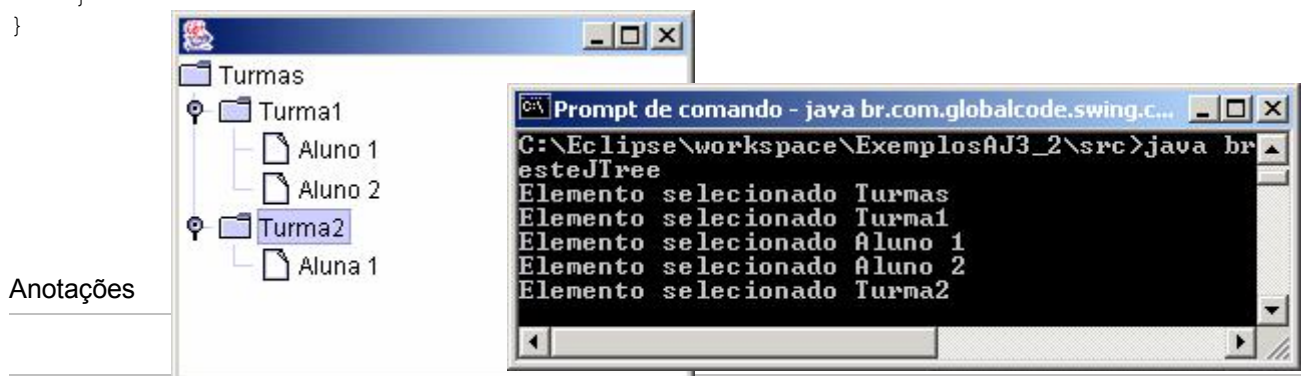 }
}
Turmas
Turma1
Aluno 1
Aluno 2
Turma2
Aluna 1
Prompt de comando - java br.com.globalcode.swing.c...
C:\Eclipse\workspace\ExemplosAJ3_2\src>java br
esteJTree
Elemento selecionado Turmas
Elemento selecionado Turma1
Elemento selecionado Aluno 1
Elemento selecionado Aluno 2
Elemento selecionado Turma2
Anotações